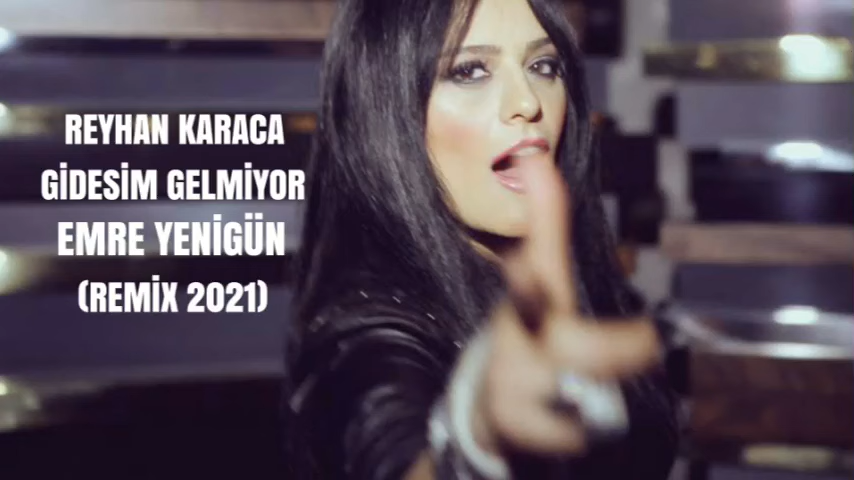 REYHAN KARACA
GİDESİM GELMİYOR
EMRE YENİGÜN
(REMİX 2021)